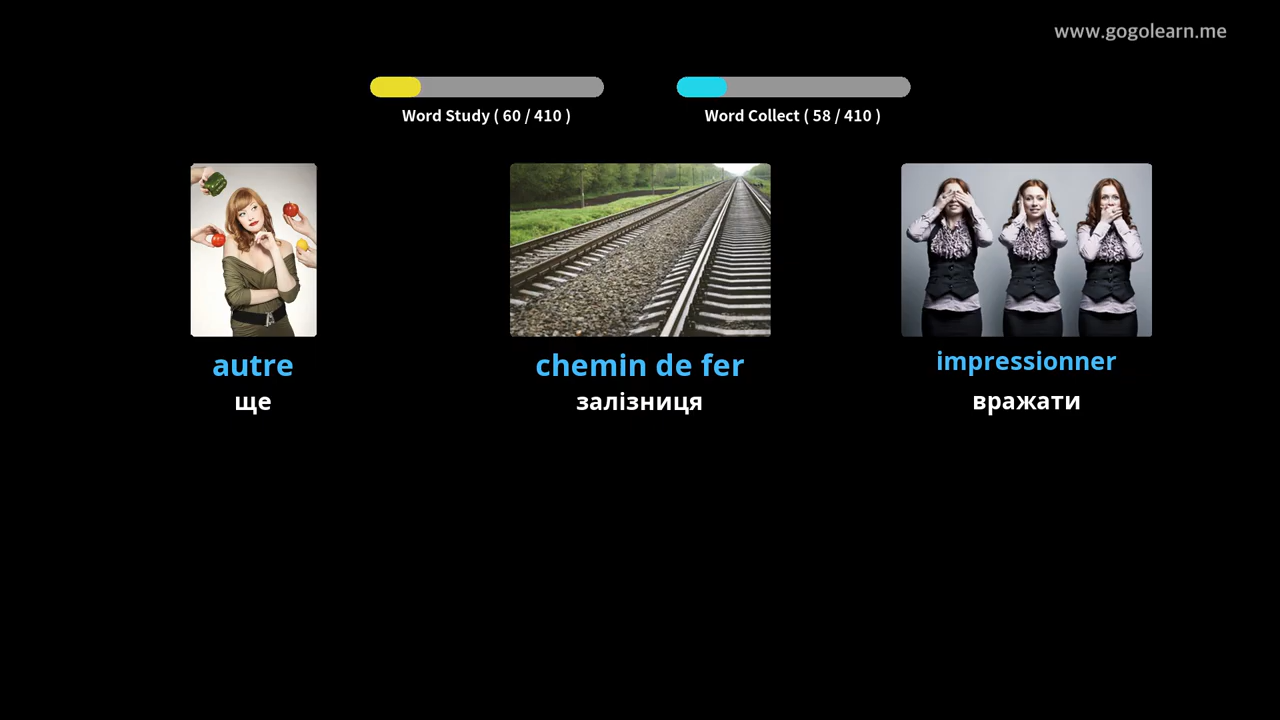 www.gogolearn.me
Word Study ( 60 / 410 )
Word Collect ( 58 / 410 )
autre
ще
chemin de fer
залізниця
impressionner
вражати